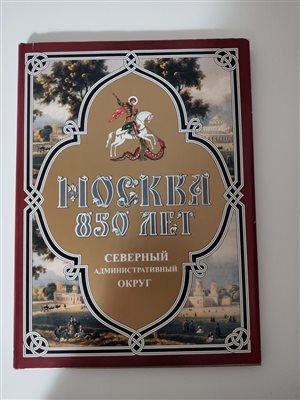 МОСКВА
850 ЛЕТ
СЕВЕРНЫЙ
АДМИНИСТРАТИВНЫЙ
ОКРУГ